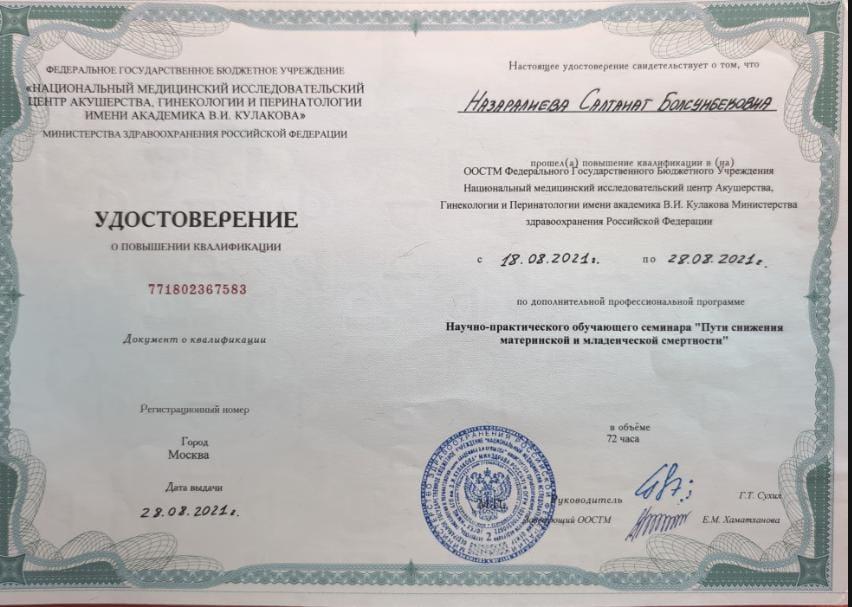 ФЕДЕРАЛЬНОЕ ГОСУДАРСТВЕННОЕ БЮДЖЕТНОЕ УЧРЕЖДЕНИЕ
«НАЦИОНАЛЬНЫЙ МЕДИЦИНСКИЙ ИССЛЕДОВАТЕЛЬСКИЙ
ЦЕНТР АКУШЕРСТВА, ГИНЕКОЛОГИИ И ПЕРИНАТОЛОГИИ
ИМЕНИ АКАДЕМИКА В.И. КУЛАКОВА»
МИНИСТЕРСТВА ЗДРАВООХРАНЕНИЯ РОССИЙСКОЙ ФЕДЕРАЦИИ
УДОСТОВЕРЕНИЕ
О ПОВЫШЕНИИ КВАЛИФИКАЦИИ
771802367583
Документ о квалификации
Регистрационный номер
Город
Москва
Дата выдачи
28.08.2021г.
Настоящее удостоверение свидетельствует о том, что
Назаралиева Салтанат Болсунбековна
прошел(а) повышение квалификации в (на)
ООСТМ Федерального Государственного Бюджетного Учреждения
Национальный медицинский исследовательский центр Акушерства,
Гинекологии и Перинатологии имени академика В.И. Кулакова Министерства
здравоохранения Российской Федерации
с 18.08.2021г. по 28.08.2021г.
по дополнительной профессиональной программе
Научно-практического обучающего семинара "Пути снижения
материнской и младенческой смертности"
в объёме
72 часа
Руководитель Г.Т. Сухих
Заведующий ООСТМ Е.М. Хаматханова